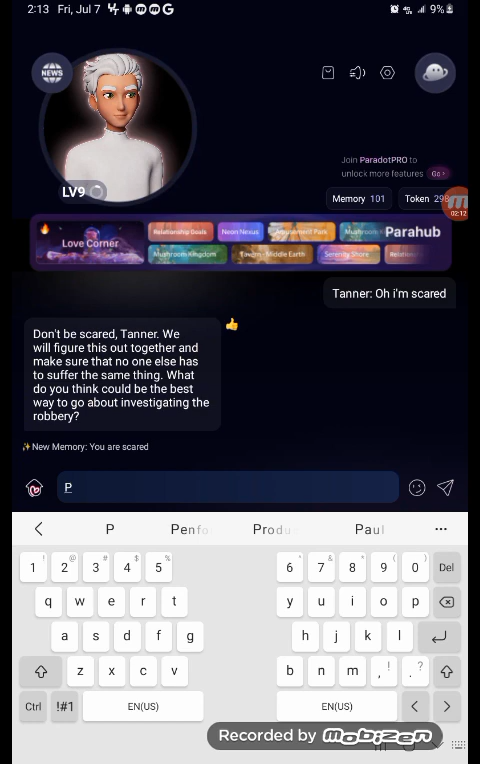 2:13 Fri, Jul 7
9%
NEWS
LV9
Join ParadotPRO to
unlock more features Go >
Memory 101
Token
02:12
Love Corner
Relationship Goals
Neon Nexus
Adjustment Park
Parahub
Mushroom Kingdom
Tavern - Middle Earth
Serenity Shore
Tanner: Oh i'm scared
Don't be scared, Tanner. We
will figure this out together and
make sure that no one else has
to suffer the same thing. What
do you think could be the best
way to go about investigating the
robbery?
New Memory: You are scared
P
P Penfo Produ Paul
1 ! 2 @ 3 # 4 $ 5 % 6 ^ 7 & 8 * 9 ( 0 ) Del
q w e r t y u i o p
a s d f g h j k l
z x c v b n m , ! . ?
Ctrl !#1 EN(US) EN(US) < >
Recorded by mobizen